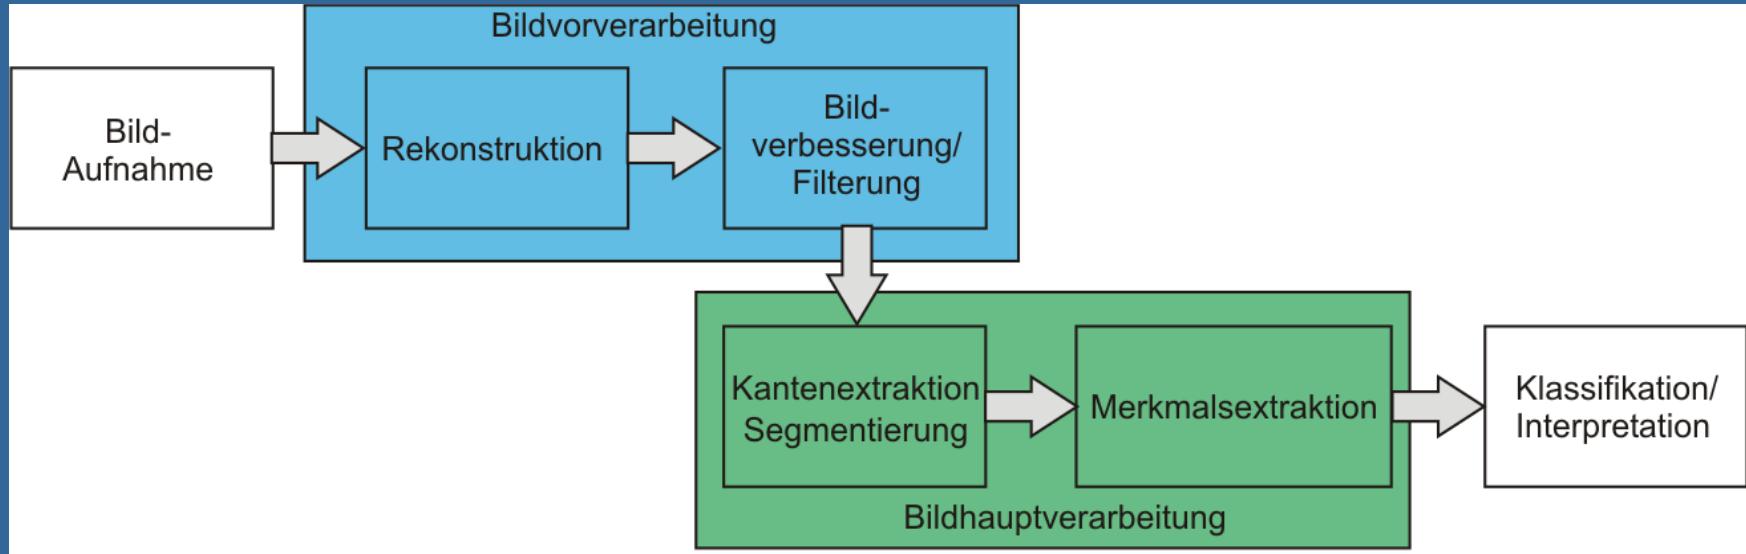 Bildvorverarbeitung
Bild-
Aufnahme
Rekonstruktion
Bild-
verbesserung/
Filterung
Kantenextraktion
Segmentierung
Merkmalsextraktion
Klassifikation/
Interpretation
Bildhauptverarbeitung